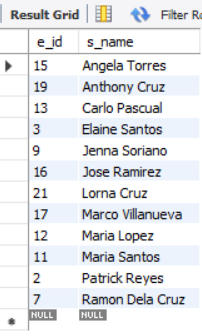 Result Grid Filter Ro
e_id s_name
15 Angela Torres
19 Anthony Cruz
13 Carlo Pascual
3 Elaine Santos
9 Jenna Soriano
16 Jose Ramirez
21 Lorna Cruz
17 Marco Villanueva
12 Maria Lopez
11 Maria Santos
2 Patrick Reyes
7 Ramon Dela Cruz
NULL NULL